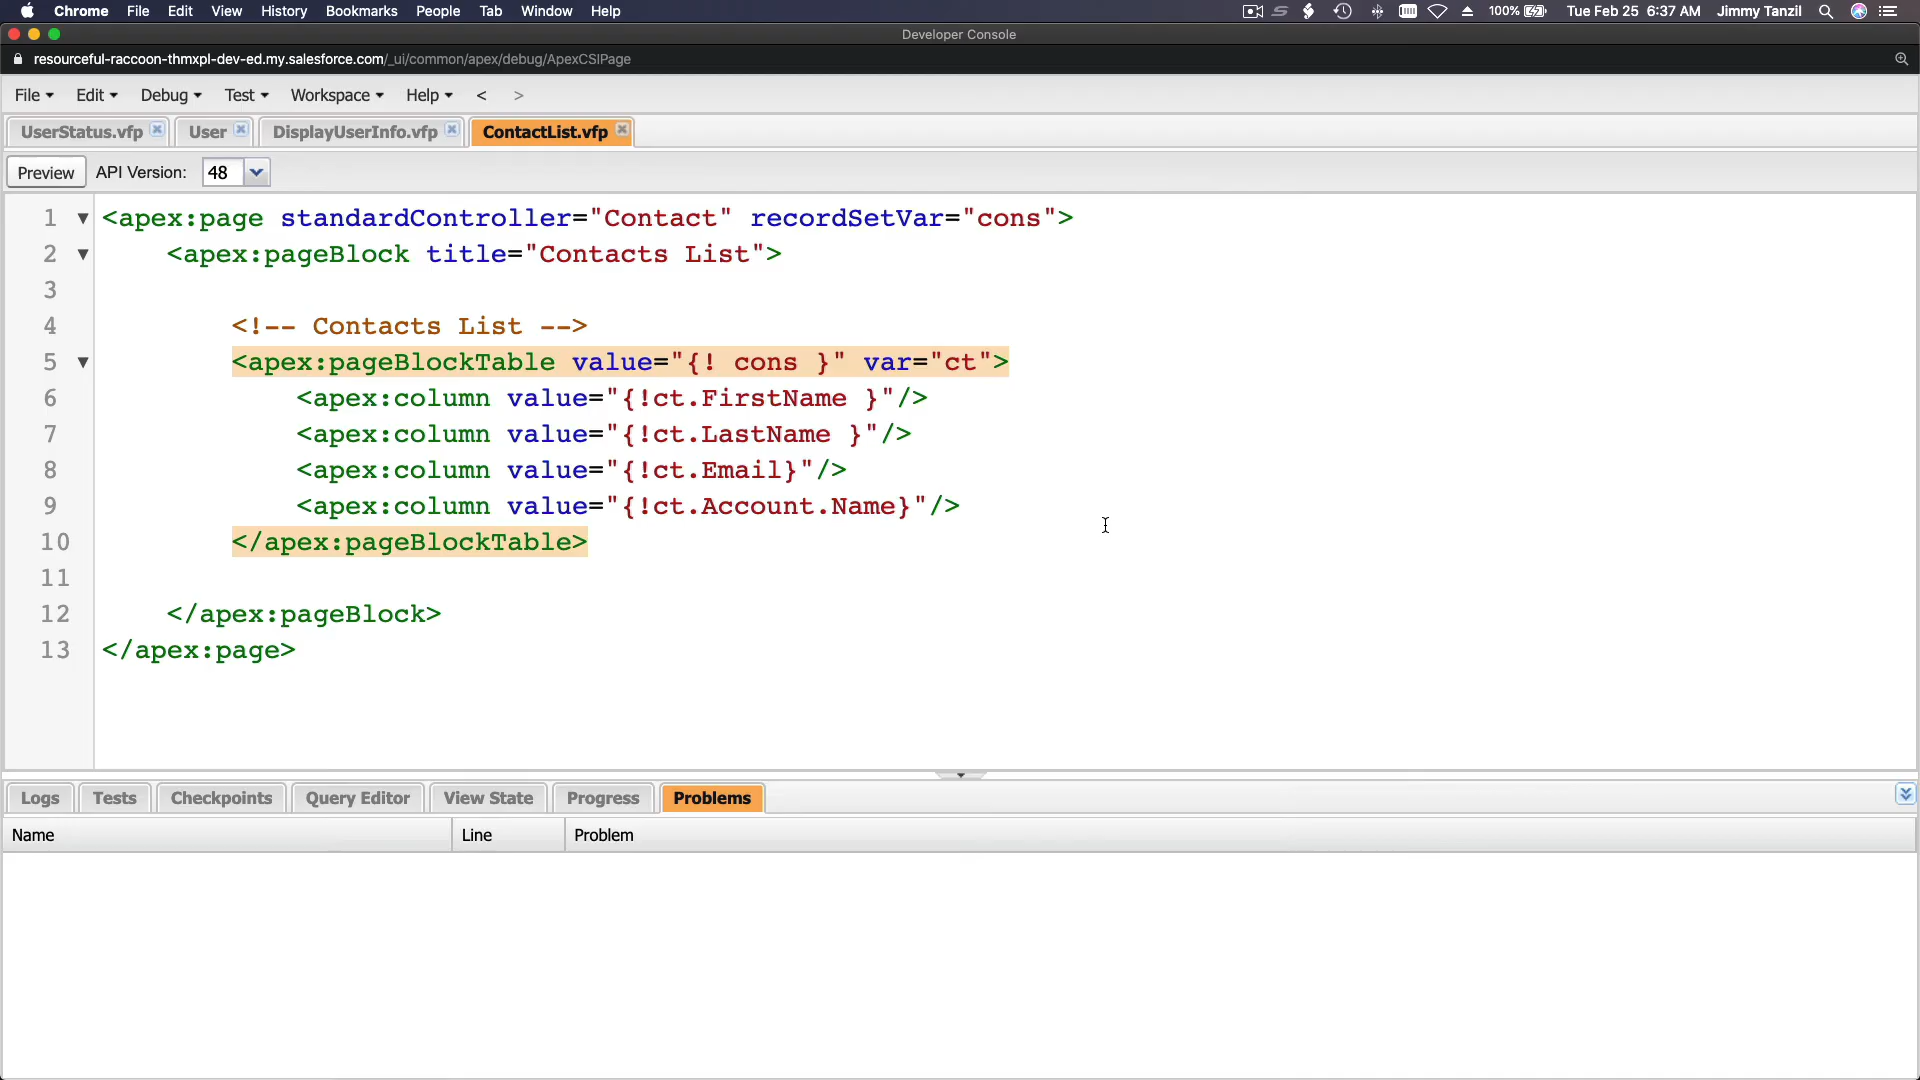 Chrome File Edit View History Bookmarks People Tab Window Help 100% Tue Feb 25 6:37 AM Jimmy Tanzil
Developer Console
resourceful-raccoon-thmxpl-dev-ed.my.salesforce.com/_ui/common/apex/debug/ApexCSIPage
File Edit Debug Test Workspace Help < >
UserStatus.vfp User DisplayUserInfo.vfp ContactList.vfp
Preview API Version: 48
1 <apex:page standardController="Contact" recordSetVar="cons">
2 <apex:pageBlock title="Contacts List">
3
4 <!-- Contacts List -->
5 <apex:pageBlockTable value="{! cons }" var="ct">
6 <apex:column value="{!ct.FirstName }"/>
7 <apex:column value="{!ct.LastName }"/>
8 <apex:column value="{!ct.Email}"/>
9 <apex:column value="{!ct.Account.Name}"/>
10 </apex:pageBlockTable>
11
12 </apex:pageBlock>
13 </apex:page>
Logs Tests Checkpoints Query Editor View State Progress Problems
Name Line Problem